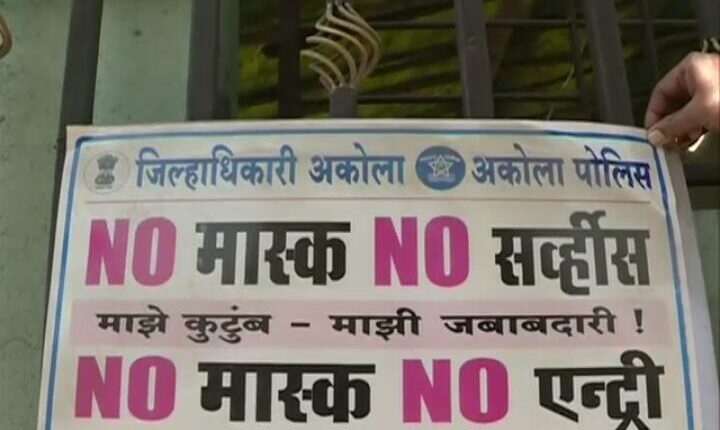 जिल्हाधिकारी अकोला अकोला पोलिस
NO मास्क NO सर्व्हीस
माझे कुटुंब - माझी जबाबदारी !
NO मास्क NO एन्ट्री